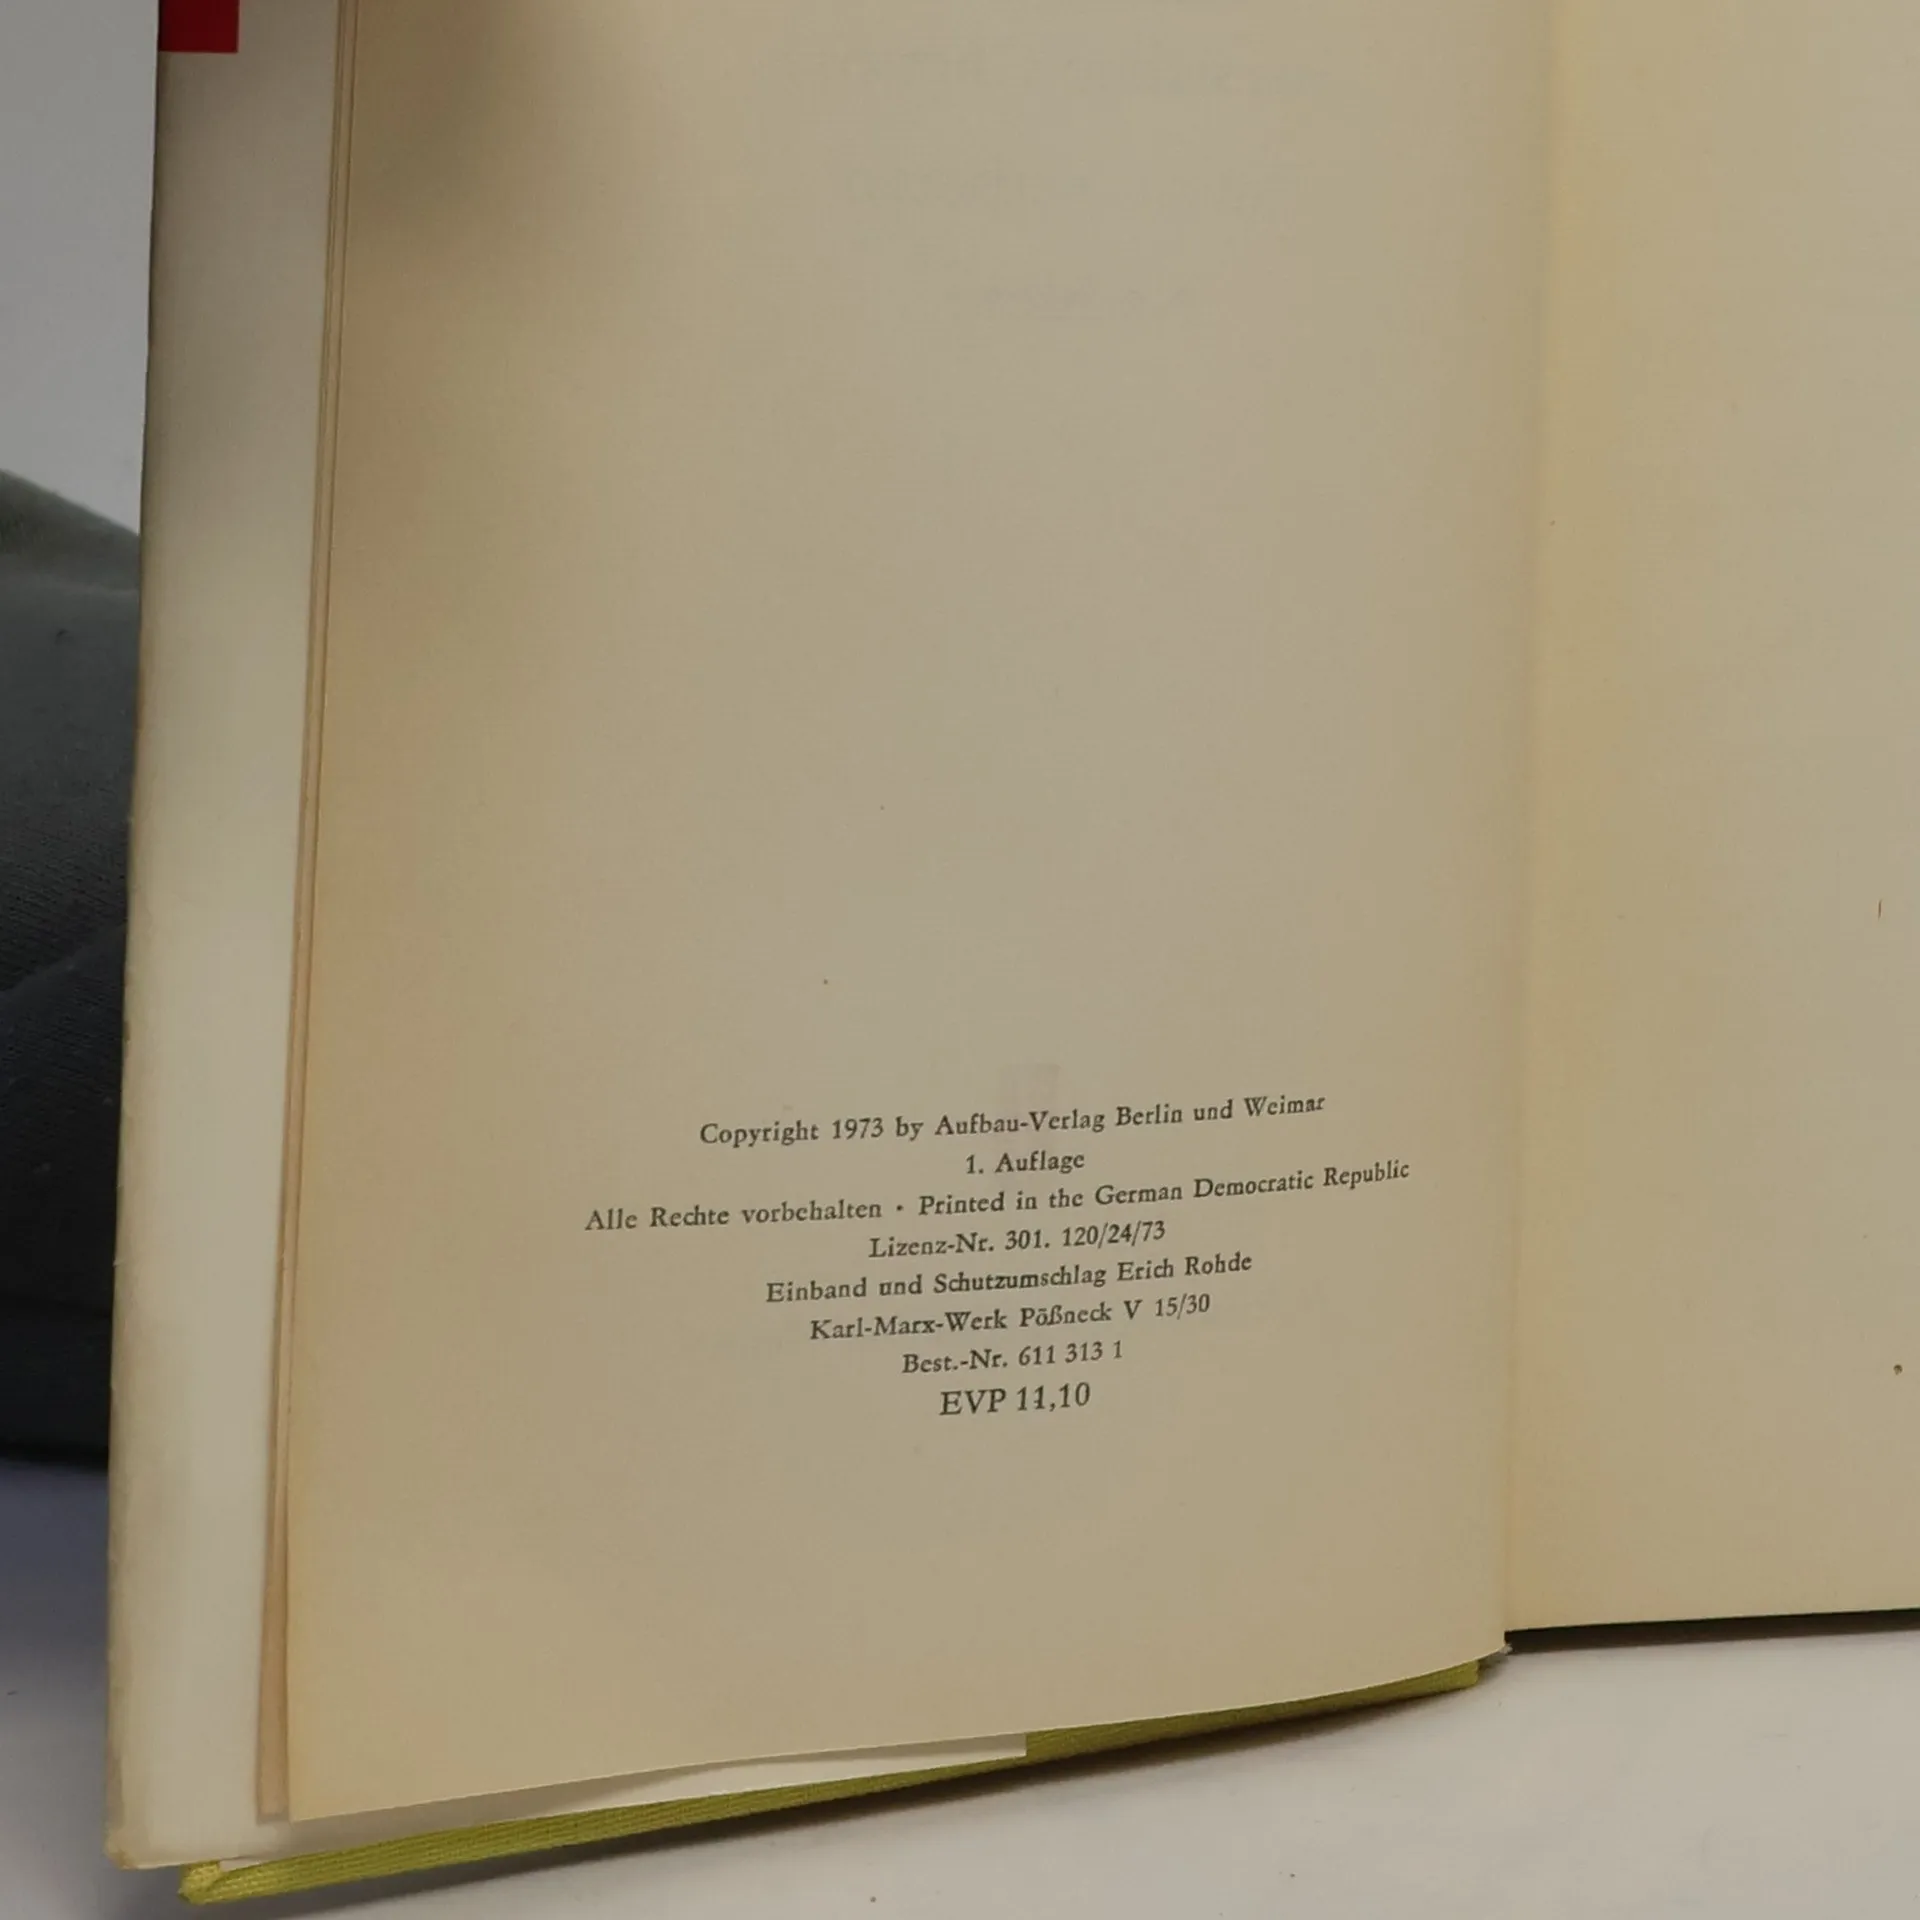 Copyright 1973 by Aufbau-Verlag Berlin und Weimar
1. Auflage
Alle Rechte vorbehalten · Printed in the German Democratic Republic
Lizenz-Nr. 301. 120/24/73
Einband und Schutzumschlag Erich Rohde
Karl-Marx-Werk Pößneck V 15/30
Best.-Nr. 611 313 1
EVP 11,10